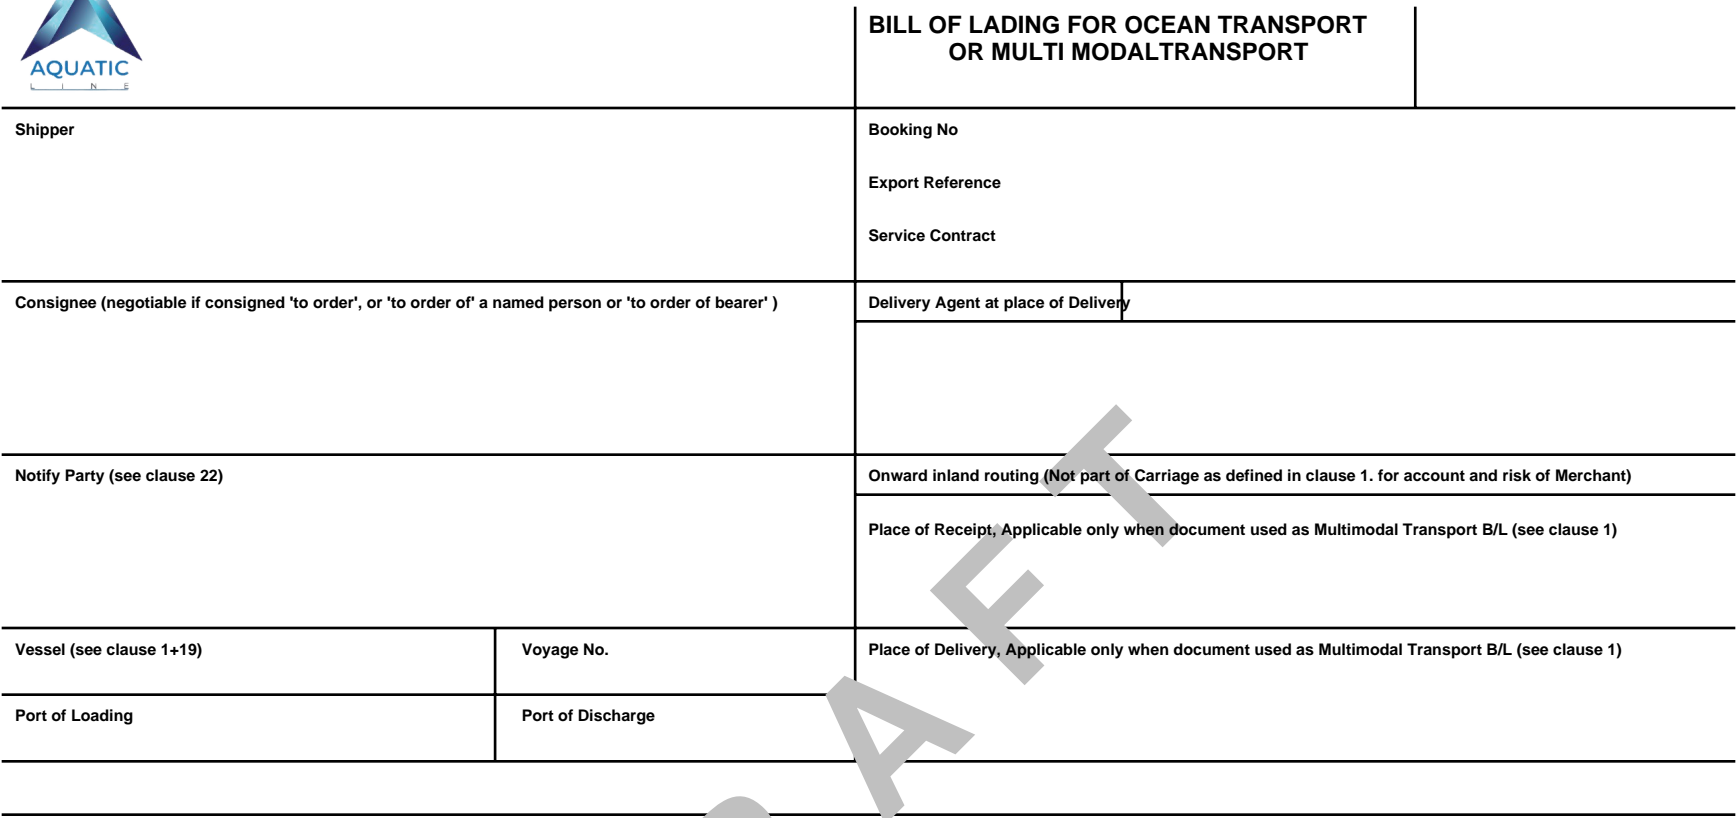 AQUATIC
LINE
BILL OF LADING FOR OCEAN TRANSPORT
OR MULTI MODALTRANSPORT
Shipper
Booking No
Export Reference
Service Contract
Consignee (negotiable if consigned 'to order', or 'to order of' a named person or 'to order of bearer' )
Delivery Agent at place of Delivery
Notify Party (see clause 22)
Onward inland routing (Not part of Carriage as defined in clause 1. for account and risk of Merchant)
Place of Receipt, Applicable only when document used as Multimodal Transport B/L (see clause 1)
Vessel (see clause 1+19)
Voyage No.
Place of Delivery, Applicable only when document used as Multimodal Transport B/L (see clause 1)
Port of Loading
Port of Discharge
RAFT